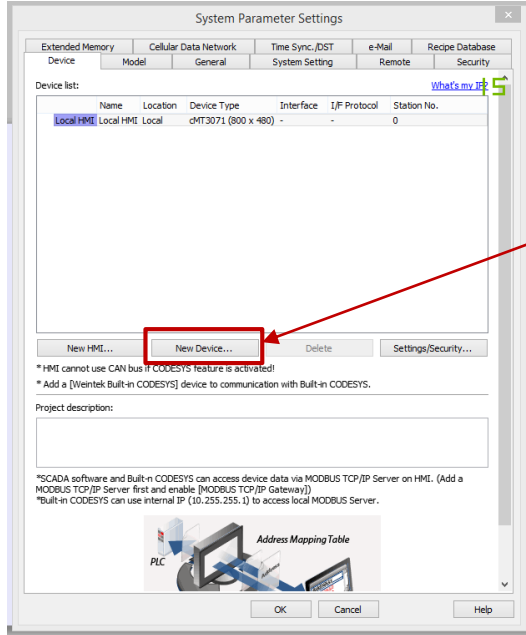 System Parameter Settings
Extended Memory Cellular Data Network Time Sync./DST e-Mail Recipe Database
Device Model General System Setting Remote Security
Device list: What's my IP?
15
Name Location Device Type Interface I/F Protocol Station No.
Local HMI Local HMI Local cMT3071 (800 x 480) - - 0
New HMI... New Device... Delete Settings/Security...
* HMI cannot use CAN bus if CODESYS feature is activated!
* Add a [Weintek Built-in CODESYS] device to communication with Built-in CODESYS.
Project description:
*SCADA software and Built-n CODESYS can access device data via MODBUS TCP/IP Server on HMI. (Add a
MODBUS TCP/IP Server first and enable [MODBUS TCP/IP Gateway])
*Built-in CODESYS can use internal IP (10.255.255.1) to access local MODBUS Server.
Address Mapping Table
PLC
OK Cancel Help